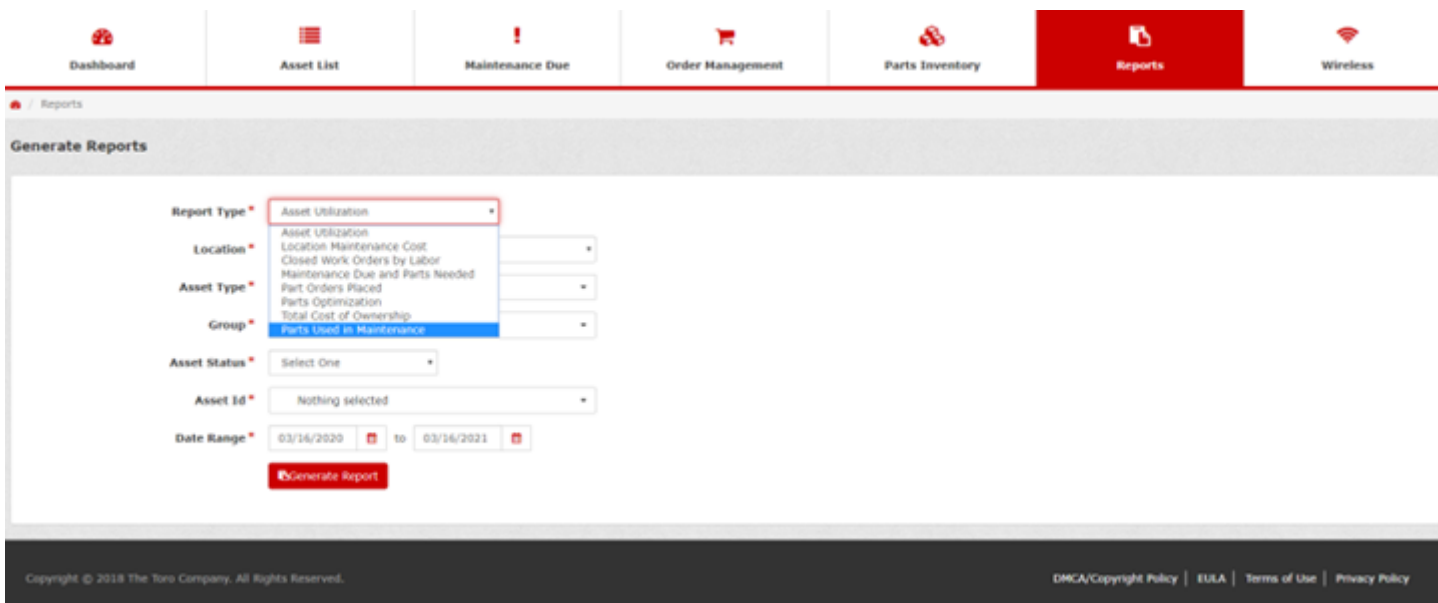 Dashboard
Asset List
Maintenance Due
Order Management
Parts Inventory
Reports
Wireless
/ Reports
Generate Reports
Report Type * Asset Utilization
Asset Utilization
Location Maintenance Cost
Closed Work Orders by Labor
Maintenance Due and Parts Needed
Part Orders Placed
Parts Optimization
Total Cost of Ownership
Parts Used in Maintenance
Location *
Asset Type *
Group *
Asset Status * Select One
Asset Id * Nothing selected
Date Range * 03/16/2020 to 03/16/2021
Generate Report
Copyright © 2018 The Toro Company. All Rights Reserved.
DMCA/Copyright Policy | EULA | Terms of Use | Privacy Policy